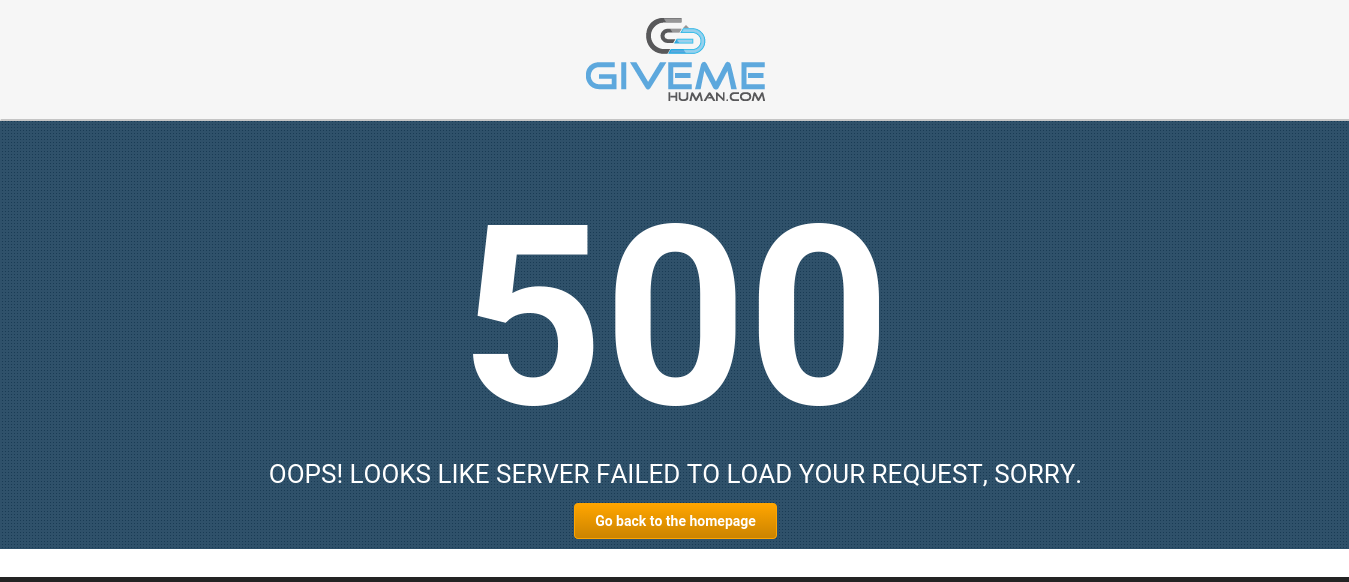 GIVEME
HUMAN.COM
500
OOPS! LOOKS LIKE SERVER FAILED TO LOAD YOUR REQUEST, SORRY.
Go back to the homepage